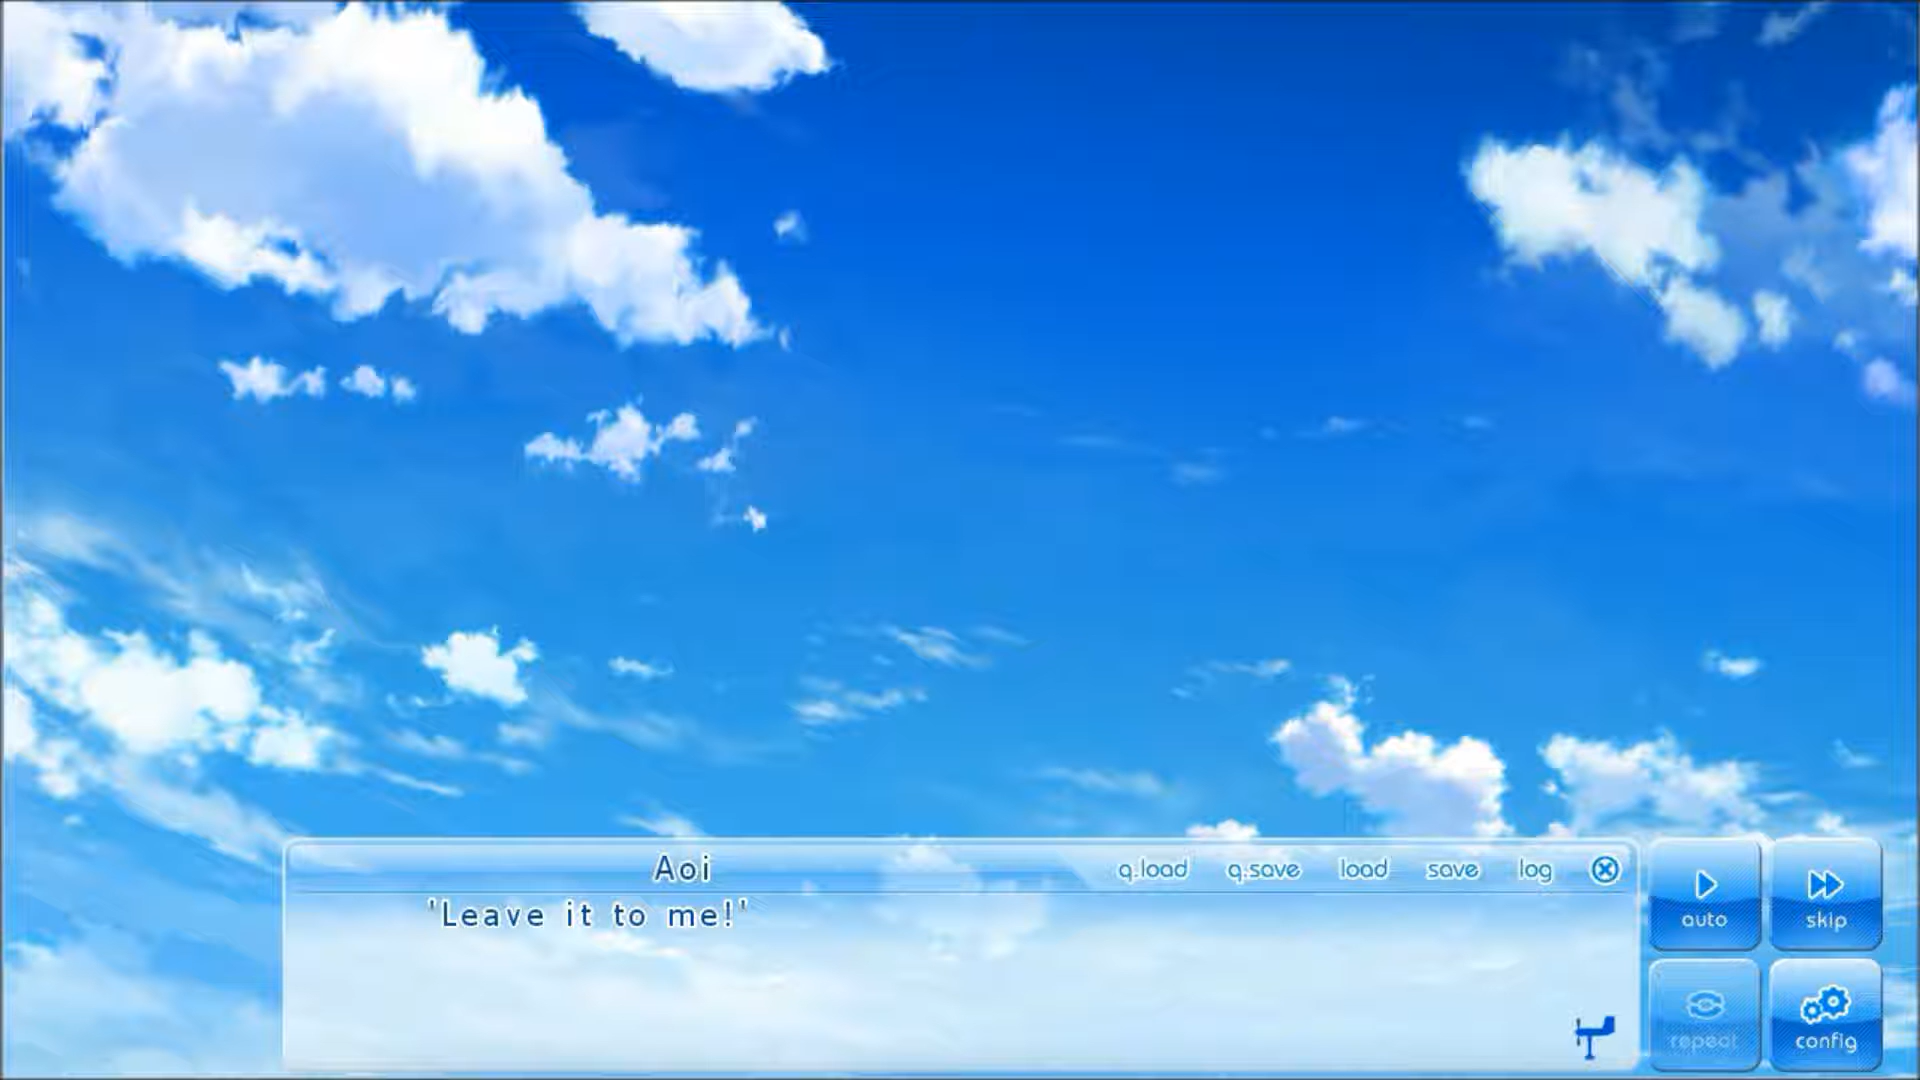 Aoi
q.load q.save load save log
'Leave it to me!'
auto
skip
repeat
config